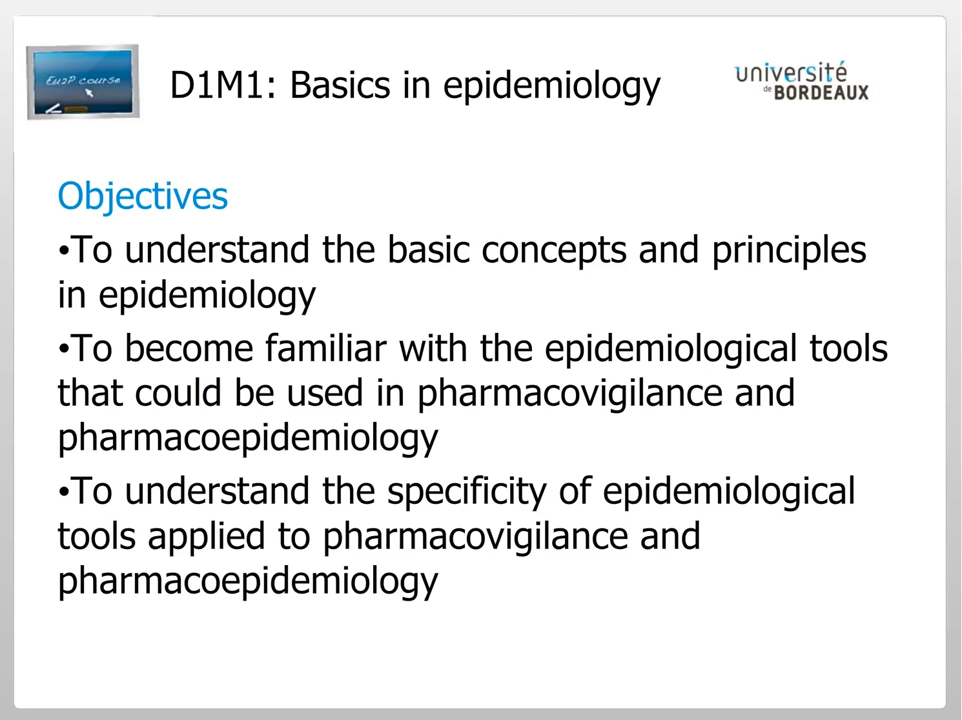 Eu2P course
D1M1: Basics in epidemiology
université
de BORDEAUX
Objectives
•To understand the basic concepts and principles
in epidemiology
•To become familiar with the epidemiological tools
that could be used in pharmacovigilance and
pharmacoepidemiology
•To understand the specificity of epidemiological
tools applied to pharmacovigilance and
pharmacoepidemiology